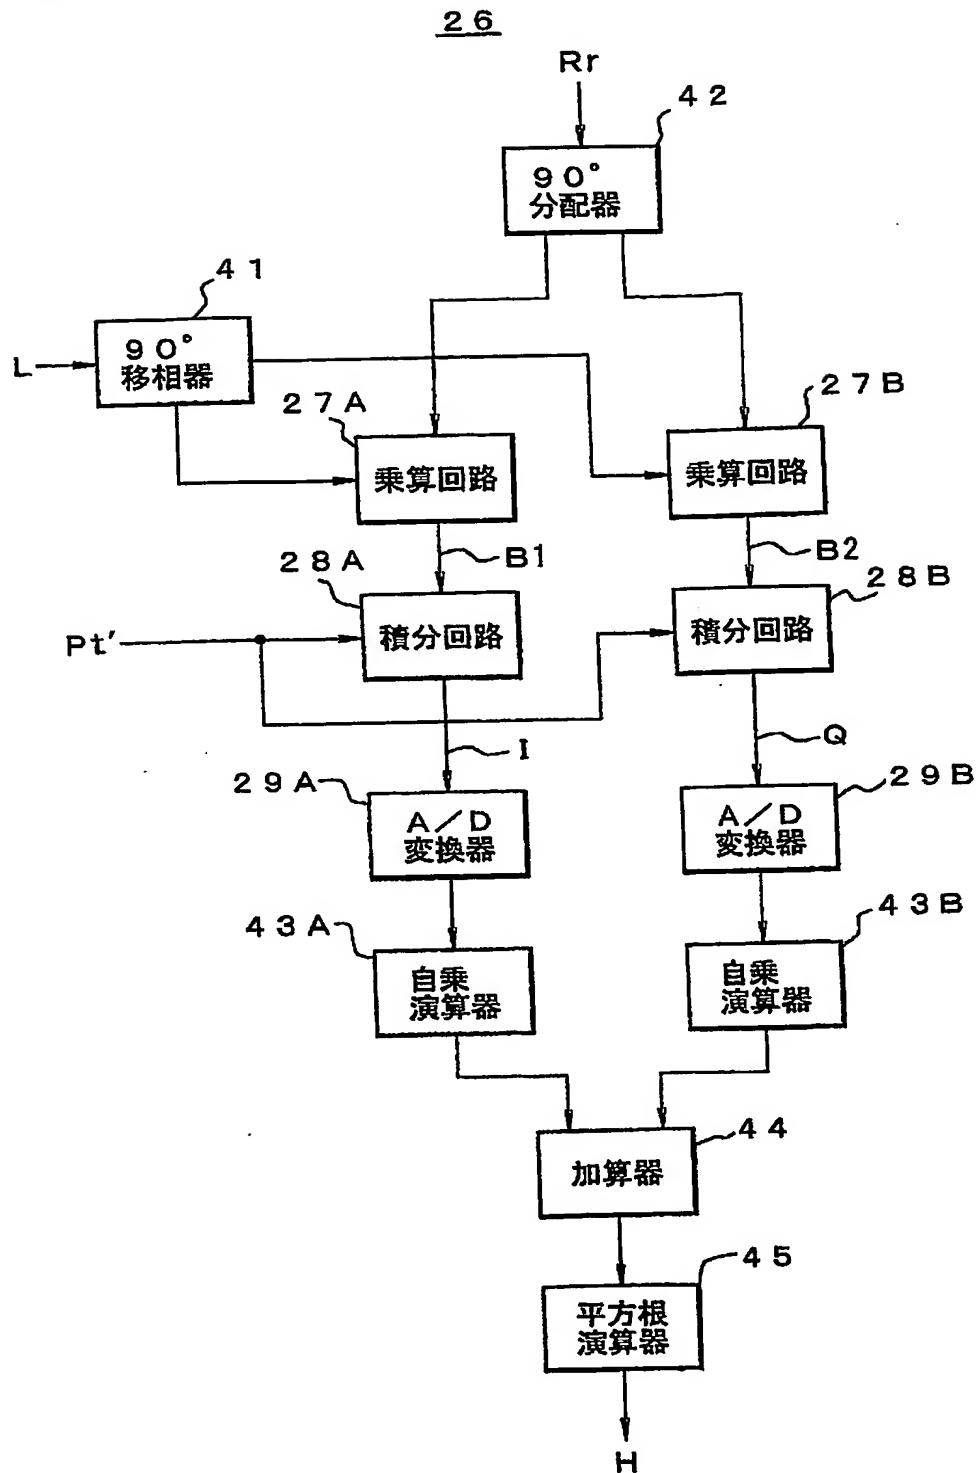 26
Rr
42
90°
分配器
41
L
90°
移相器
27A
乗算回路
27B
乗算回路
B1
B2
28A
積分回路
28B
積分回路
Pt′
I
Q
29A
A/D
変換器
29B
A/D
変換器
43A
自乗
演算器
43B
自乗
演算器
44
加算器
45
平方根
演算器
H